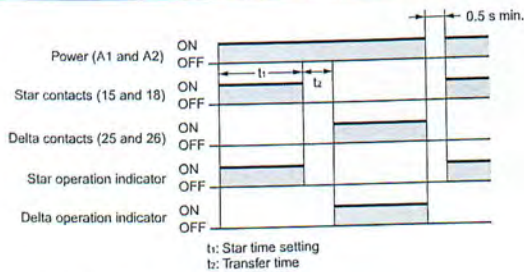 0.5 s min.
Power (A1 and A2)
ON
OFF
t₁
t₂
Star contacts (15 and 18)
ON
OFF
Delta contacts (25 and 26)
ON
OFF
Star operation indicator
ON
OFF
Delta operation indicator
ON
OFF
t₁: Star time setting
t₂: Transfer time